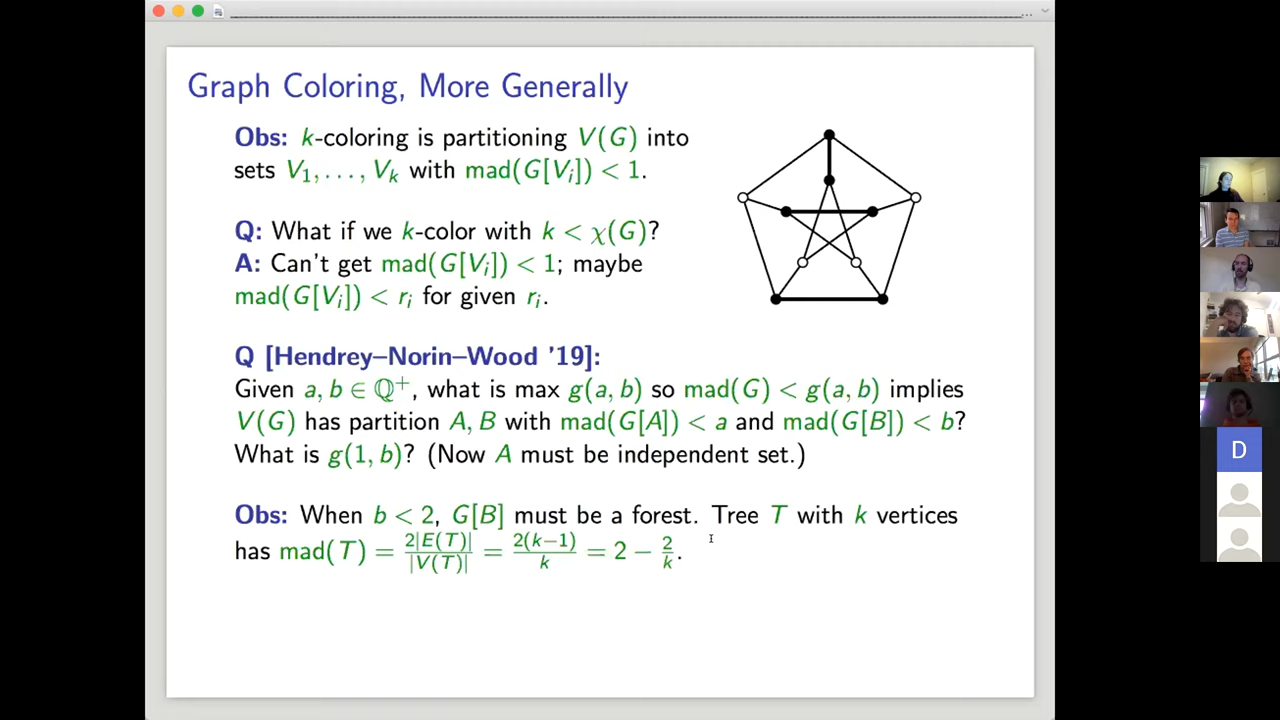 Graph Coloring, More Generally
Obs: k-coloring is partitioning V(G) into
sets V₁, . . . , Vₖ with mad(G[Vᵢ]) < 1.
Q: What if we k-color with k < χ(G)?
A: Can't get mad(G[Vᵢ]) < 1; maybe
mad(G[Vᵢ]) < rᵢ for given rᵢ.
Q [Hendrey–Norin–Wood '19]:
Given a, b ∈ ℚ⁺, what is max g(a, b) so mad(G) < g(a, b) implies
V(G) has partition A, B with mad(G[A]) < a and mad(G[B]) < b?
What is g(1, b)? (Now A must be independent set.)
Obs: When b < 2, G[B] must be a forest. Tree T with k vertices
has mad(T) = 2|E(T)|/|V(T)| = 2(k−1)/k = 2 − 2/k.
D